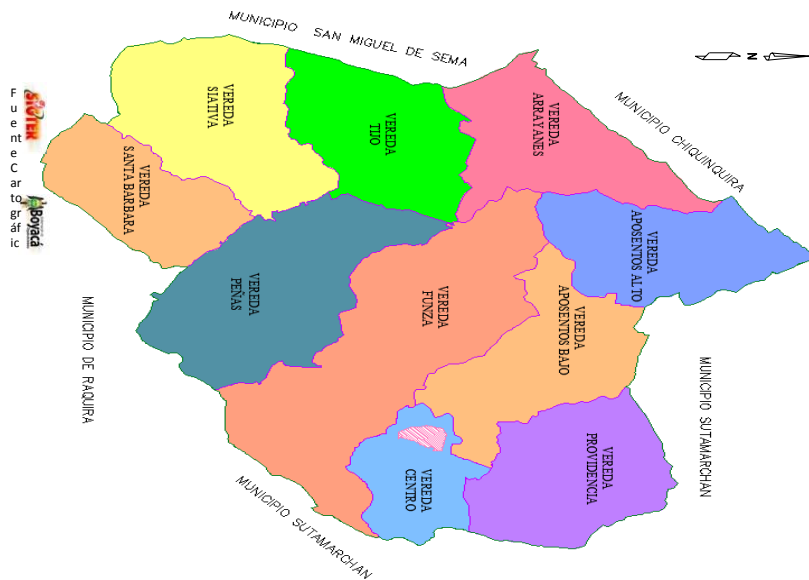 MUNICIPIO SAN MIGUEL DE SEMA
MUNICIPIO CHIQUINQUIRA
N
VEREDA
SIATIVA
VEREDA
TIJO
VEREDA
ARRAYANES
VEREDA
SANTA BARBARA
VEREDA
PEÑAS
VEREDA
FUNZA
VEREDA
APOSENTOS ALTO
VEREDA
APOSENTOS BAJO
VEREDA
CENTRO
VEREDA
PROVIDENCIA
MUNICIPIO DE RAQUIRA
MUNICIPIO SUTAMARCHAN
MUNICIPIO SUTAMARCHAN
Fuente Cartográfic
SIGTER
Boyacá